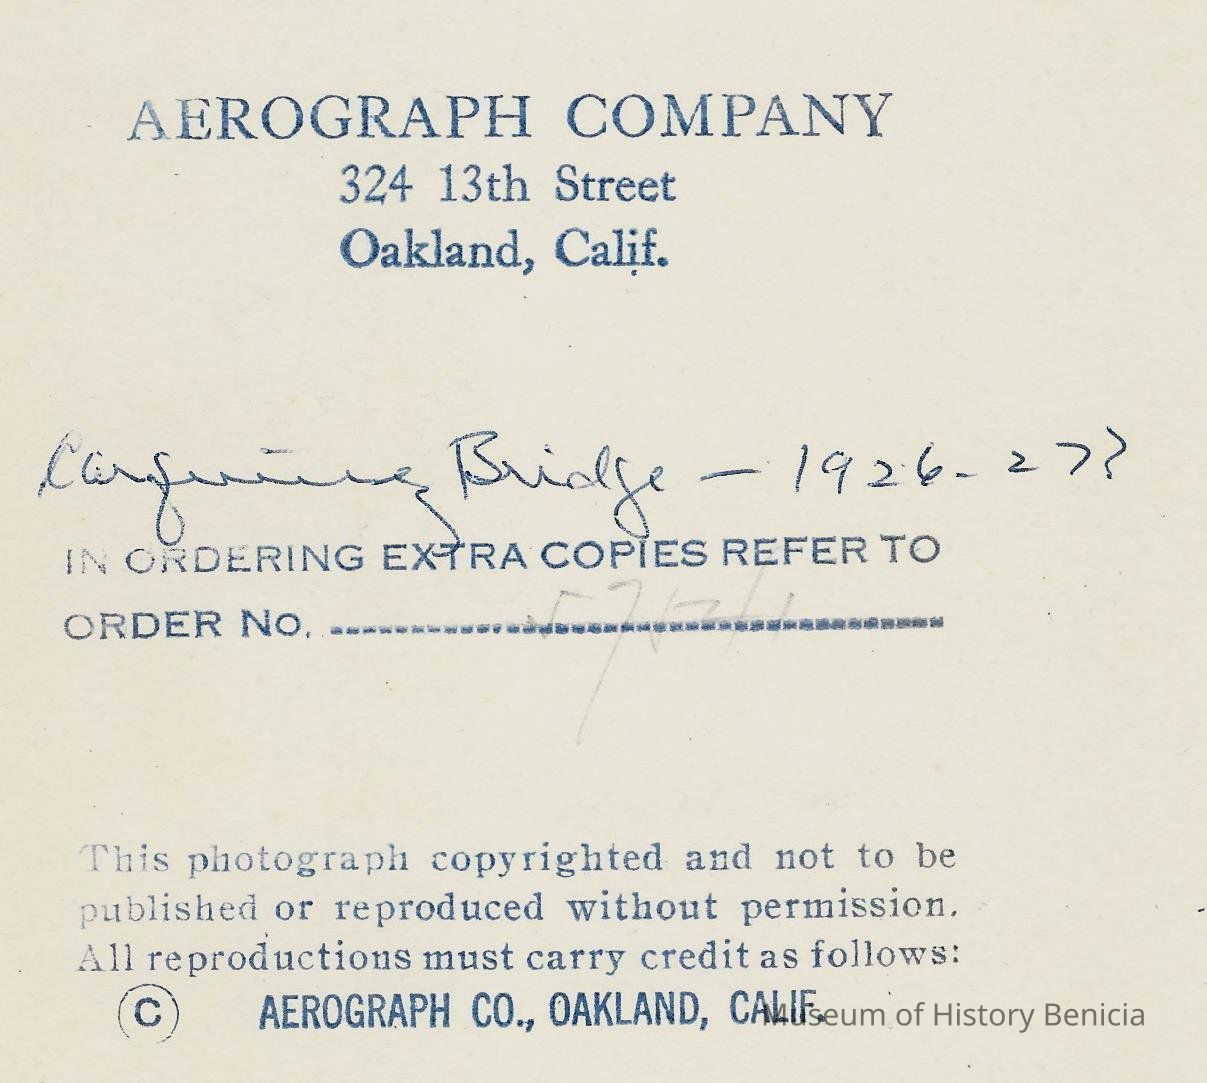 AEROGRAPH COMPANY
324 13th Street
Oakland, Calif.
Carquinez Bridge — 1926-27?
IN ORDERING EXTRA COPIES REFER TO
ORDER No.
This photograph copyrighted and not to be
published or reproduced without permission.
All reproductions must carry credit as follows:
© AEROGRAPH CO., OAKLAND, CALIF.
Museum of History Benicia